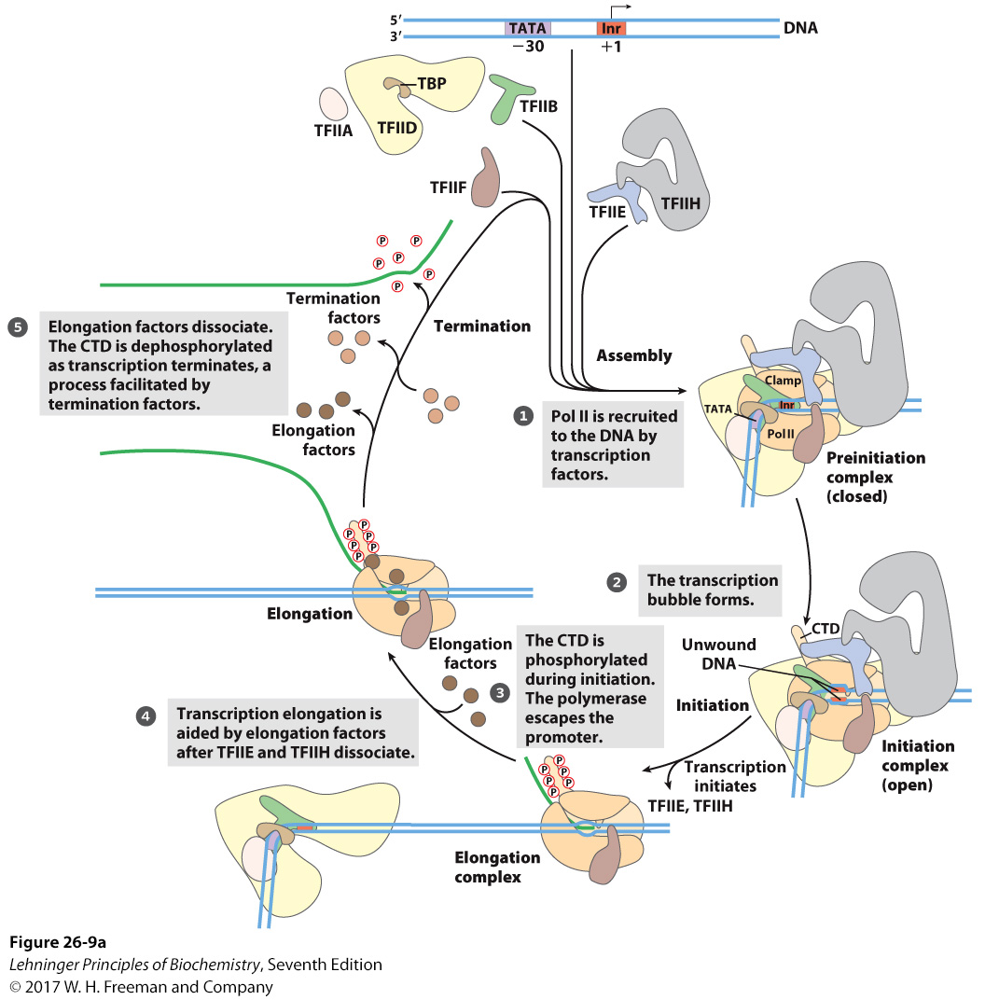 5′
3′
TATA
Inr
DNA
−30
+1
TBP
TFIIA
TFIID
TFIIB
TFIIF
TFIIE
TFIIH
P
P
P
P
P
P
Termination
factors
Termination
5
Elongation factors dissociate.
The CTD is dephosphorylated
as transcription terminates, a
process facilitated by
termination factors.
Elongation
factors
Assembly
1
Pol II is recruited
to the DNA by
transcription
factors.
Clamp
Inr
TATA
Pol II
Preinitiation
complex
(closed)
2
The transcription
bubble forms.
CTD
Unwound
DNA
Initiation
Initiation
complex
(open)
P
P
P
P
P
P
Elongation
Elongation
factors
3
The CTD is
phosphorylated
during initiation.
The polymerase
escapes the
promoter.
4
Transcription elongation is
aided by elongation factors
after TFIIE and TFIIH dissociate.
Transcription
initiates
TFIIE, TFIIH
P
P
P
P
P
P
Elongation
complex
Figure 26-9a
Lehninger Principles of Biochemistry, Seventh Edition
© 2017 W. H. Freeman and Company